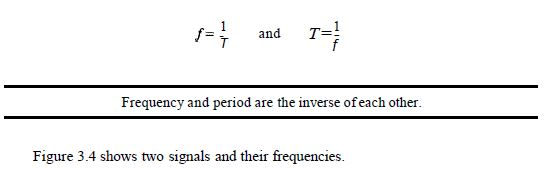 f = 1/T and T = 1/f
Frequency and period are the inverse of each other.
Figure 3.4 shows two signals and their frequencies.